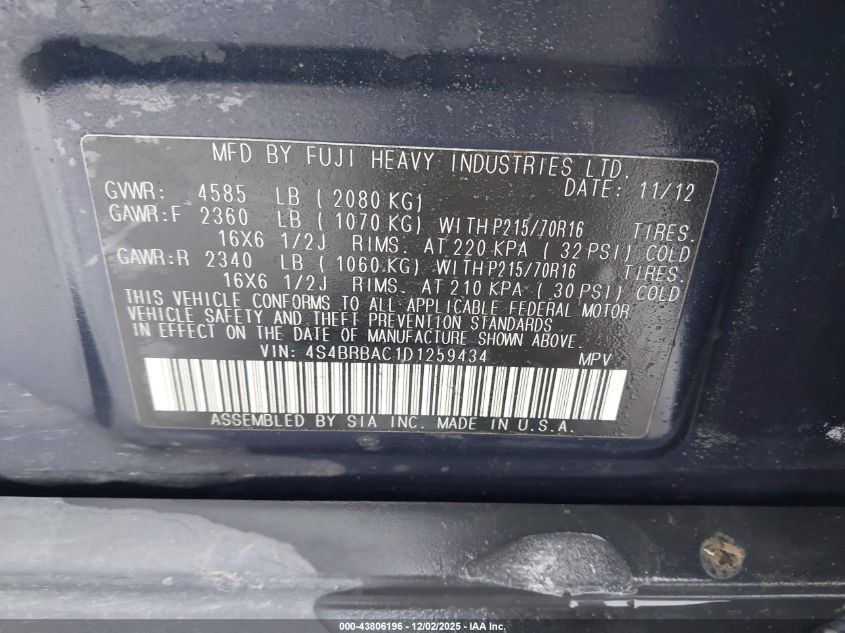 MFD BY FUJI HEAVY INDUSTRIES LTD.
DATE: 11/12
GVWR: 4585 LB ( 2080 KG)
GAWR:F 2360 LB ( 1070 KG) WITH P215/70R16 TIRES.
16X6 1/2J RIMS. AT 220 KPA ( 32 PSI) COLD
GAWR:R 2340 LB ( 1060 KG) WITH P215/70R16 TIRES.
16X6 1/2J RIMS. AT 210 KPA ( 30 PSI) COLD
THIS VEHICLE CONFORMS TO ALL APPLICABLE FEDERAL MOTOR
VEHICLE SAFETY AND THEFT PREVENTION STANDARDS
IN EFFECT ON THE DATE OF MANUFACTURE SHOWN ABOVE.
VIN: 4S4BRBAC1D1259434 MPV
ASSEMBLED BY SIA INC. MADE IN U.S.A.
000-43806196 - 12/02/2025 - IAA Inc.